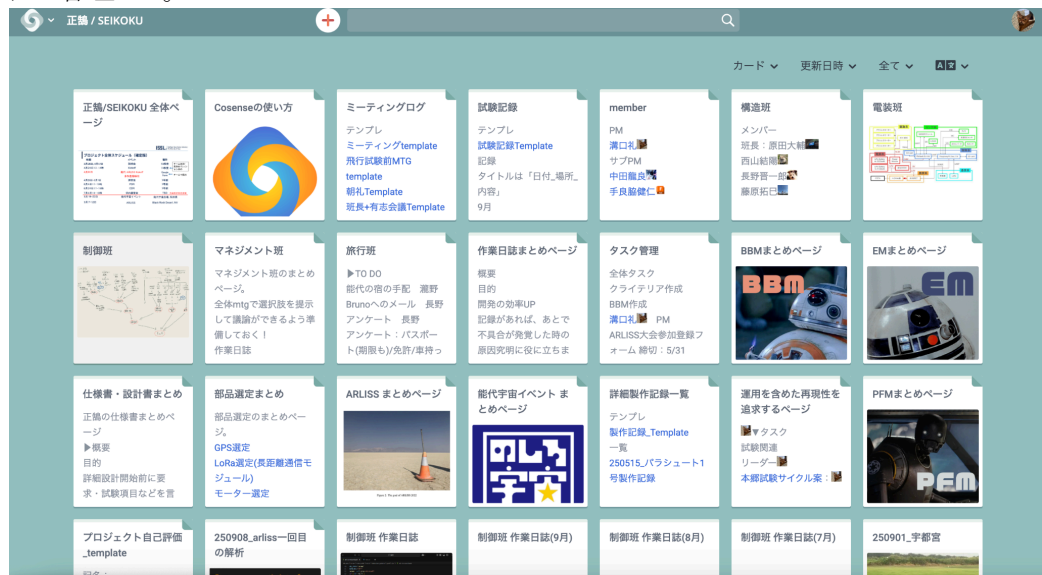 正鵠 / SEIKOKU
カード
更新日時
全て
正鵠/SEIKOKU 全体ペ
ージ
Cosenseの使い方
ミーティングログ
テンプレ
ミーティングtemplate
飛行試験前MTG
template
朝礼Template
班長+有志会議Template
試験記録
テンプレ
試験記録Template
記録
タイトルは「日付_場所_
内容」
9月
member
PM
溝口礼
サブPM
中田龍良
手良脇健仁
構造班
メンバー
班長：原田大輔
西山結隆
長野晋一郎
藤原拓巳
電装班
制御班
マネジメント班
マネジメント班のまとめ
ページ。
全体mtgで選択肢を提示
して議論ができるよう準
備しておく！
作業日誌
旅行班
▶TO DO
能代の宿の手配 瀧野
Brunoへのメール 長野
アンケート 長野
アンケート：パスポー
ト(期限も)/免許/車持っ
作業日誌まとめページ
概要
目的
開発の効率UP
記録があれば、あとで
不具合が発覚した時の
原因究明に役に立ちま
タスク管理
全体タスク
クライテリア作成
BBM作成
溝口礼 PM
ARLISS大会参加登録フ
ォーム 締切：5/31
BBMまとめページ
BBM
EMまとめページ
EM
仕様書・設計書まとめ
正鵠の仕様書まとめペ
ージ
▶概要
目的
詳細設計開始前に要
求・試験項目などを言
部品選定まとめ
部品選定のまとめペー
ジ。
GPS選定
LoRa選定(長距離通信モ
ジュール)
モーター選定
ARLISS まとめページ
能代宇宙イベント ま
とめページ
のしろ
宇宙
詳細製作記録一覧
テンプレ
製作記録_Template
一覧
250515_パラシュート1
号製作記録
運用を含めた再現性を
追求するページ
▼タスク
試験関連
リーダー
本郷試験サイクル案：
PFMまとめページ
PFM
プロジェクト自己評価
_template
250908_arliss一回目
の解析
制御班 作業日誌
制御班 作業日誌(9月)
制御班 作業日誌(8月)
制御班 作業日誌(7月)
250901_宇都宮